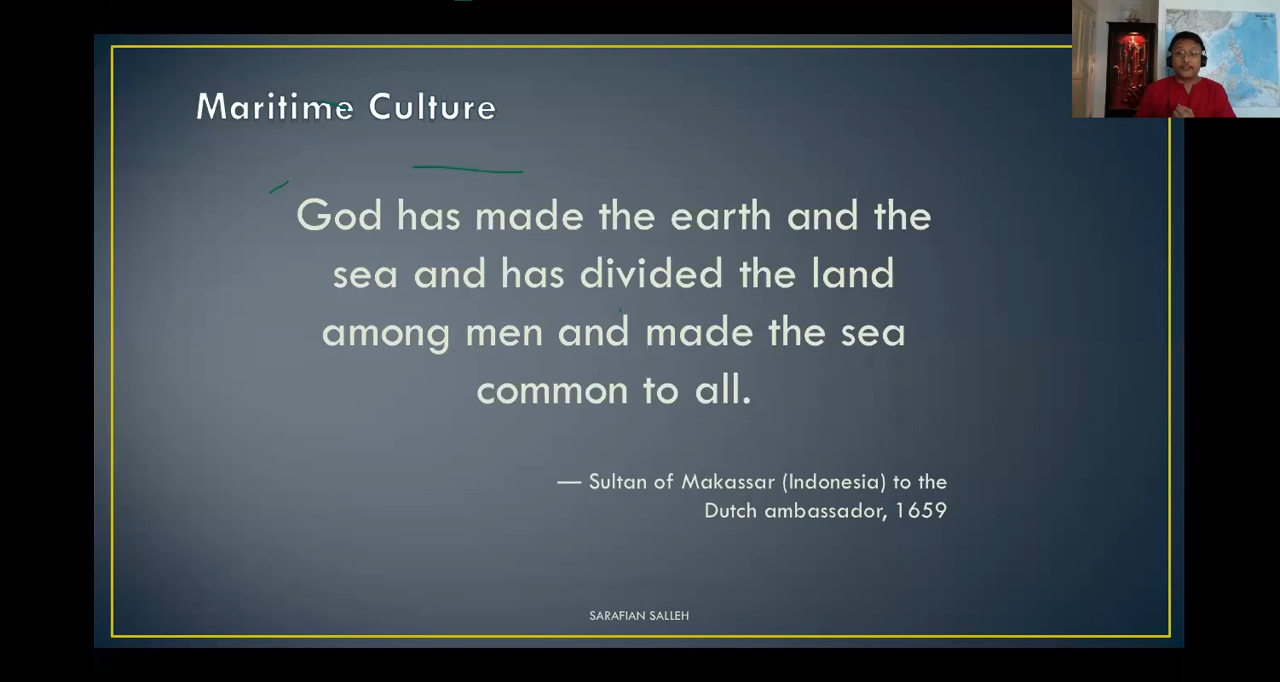 Maritime Culture
God has made the earth and the
sea and has divided the land
among men and made the sea
common to all.
— Sultan of Makassar (Indonesia) to the
Dutch ambassador, 1659
SARAFIAN SALLEH